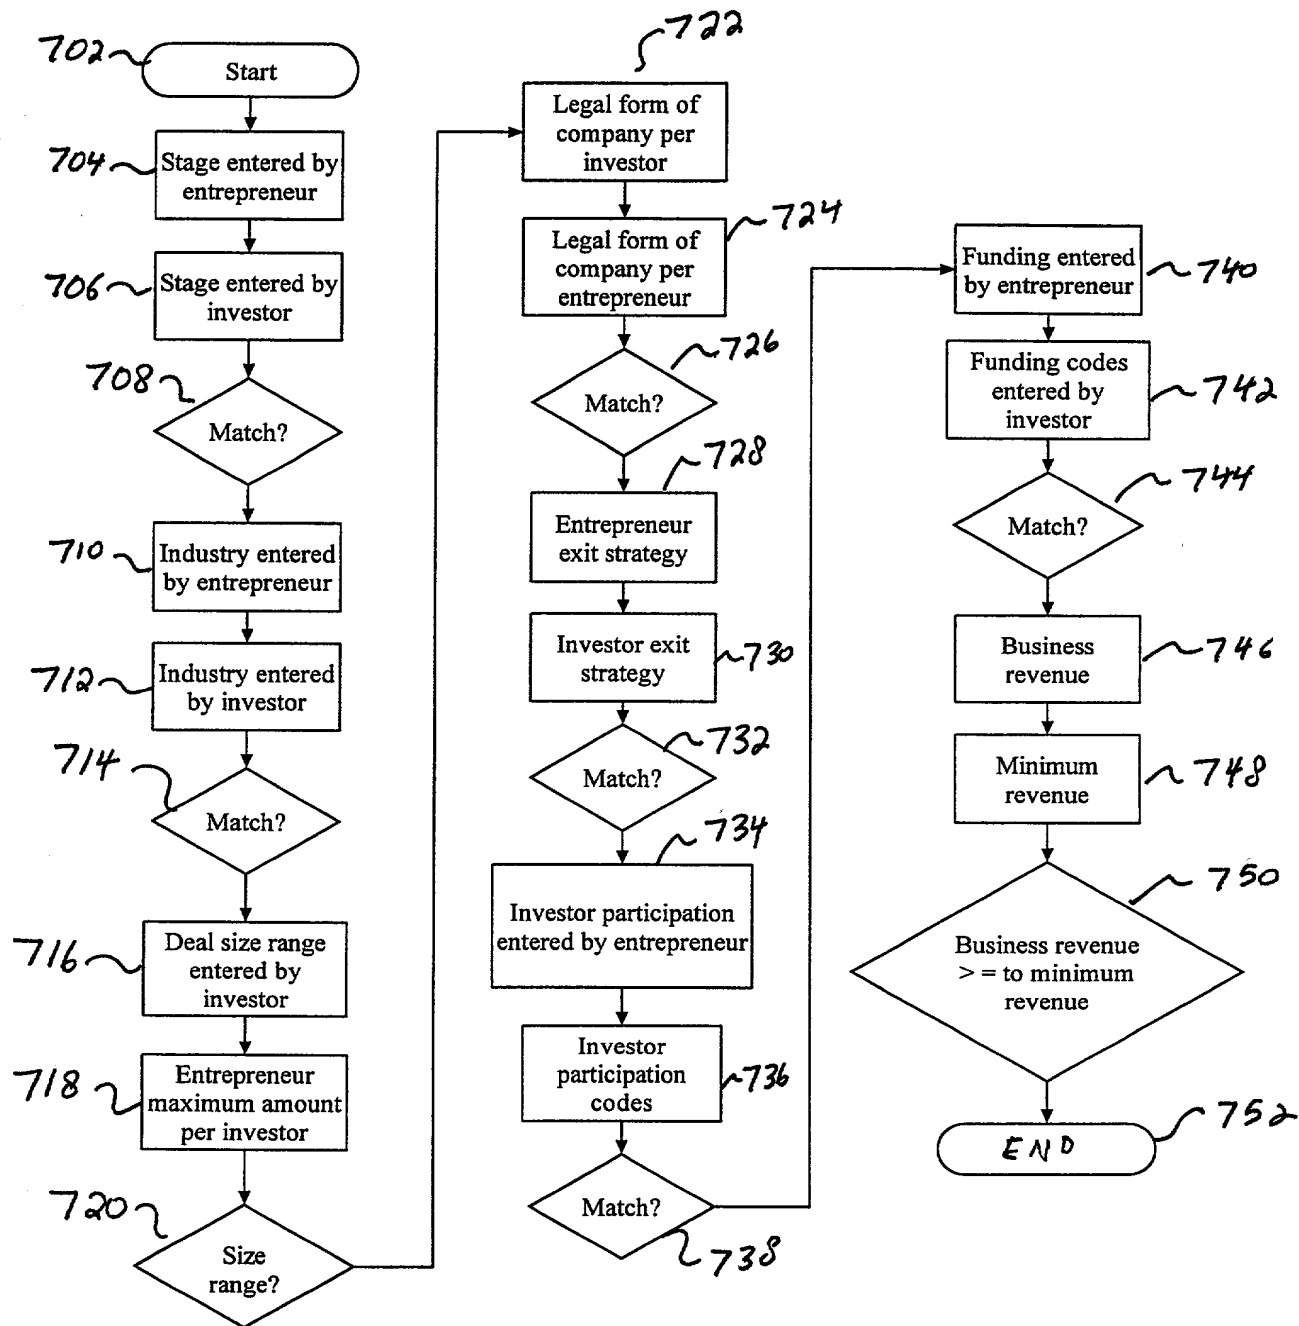 702
Start
704
Stage entered by
entrepreneur
706
Stage entered by
investor
708
Match?
710
Industry entered
by entrepreneur
712
Industry entered
by investor
714
Match?
716
Deal size range
entered by
investor
718
Entrepreneur
maximum amount
per investor
720
Size
range?
722
Legal form of
company per
investor
724
Legal form of
company per
entrepreneur
726
Match?
728
Entrepreneur
exit strategy
730
Investor exit
strategy
732
Match?
734
Investor participation
entered by entrepreneur
736
Investor
participation
codes
738
Match?
740
Funding entered
by entrepreneur
742
Funding codes
entered by
investor
744
Match?
746
Business
revenue
748
Minimum
revenue
750
Business revenue
> = to minimum
revenue
752
END